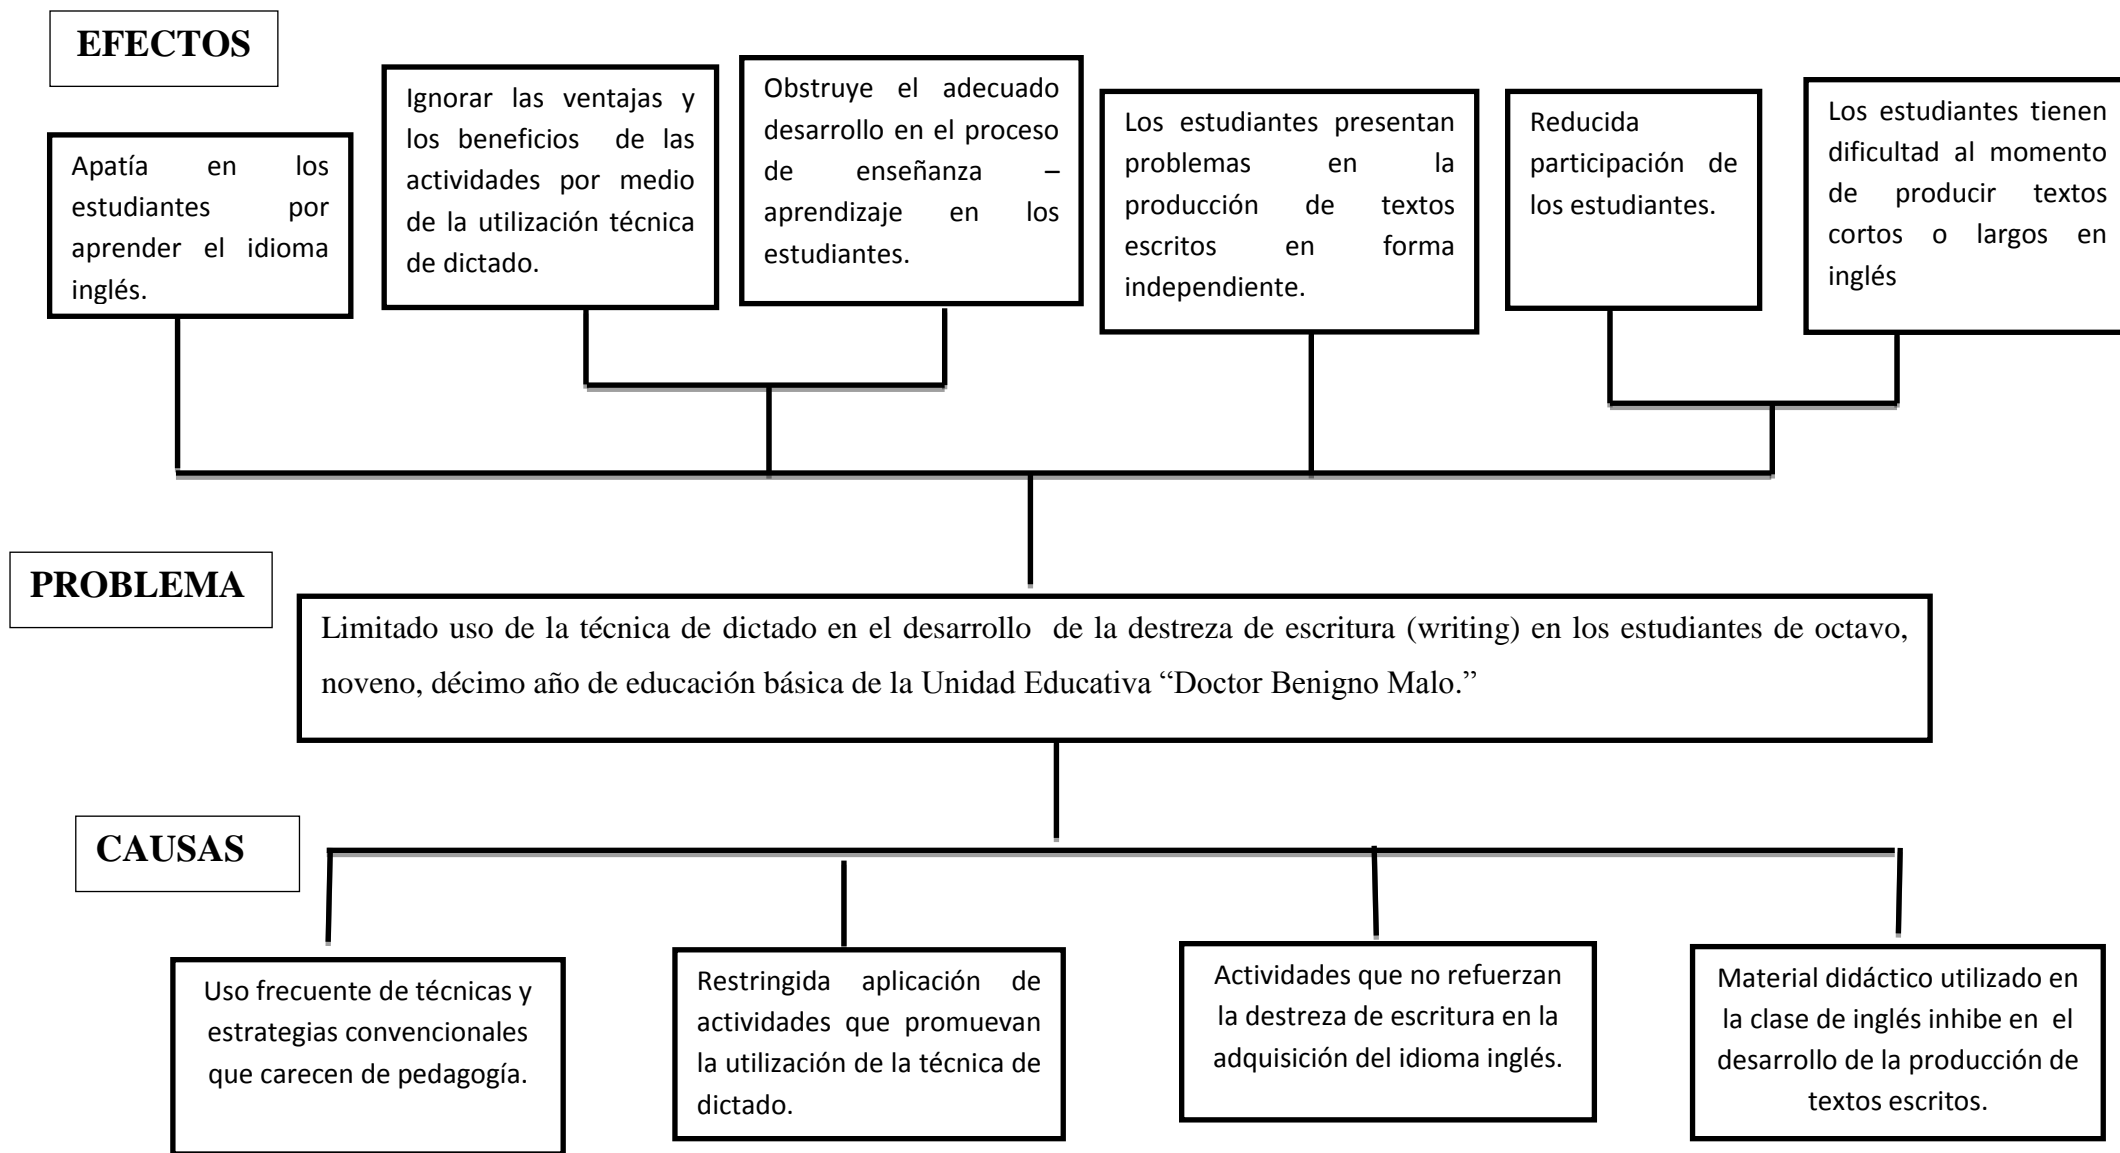 EFECTOS
Apatía en los
estudiantes por
aprender el idioma
inglés.
Ignorar las ventajas y
los beneficios de las
actividades por medio
de la utilización técnica
de dictado.
Obstruye el adecuado
desarrollo en el proceso
de enseñanza –
aprendizaje en los
estudiantes.
Los estudiantes presentan
problemas en la
producción de textos
escritos en forma
independiente.
Reducida
participación de
los estudiantes.
Los estudiantes tienen
dificultad al momento
de producir textos
cortos o largos en
inglés
PROBLEMA
Limitado uso de la técnica de dictado en el desarrollo de la destreza de escritura (writing) en los estudiantes de octavo,
noveno, décimo año de educación básica de la Unidad Educativa “Doctor Benigno Malo.”
CAUSAS
Uso frecuente de técnicas y
estrategias convencionales
que carecen de pedagogía.
Restringida aplicación de
actividades que promuevan
la utilización de la técnica de
dictado.
Actividades que no refuerzan
la destreza de escritura en la
adquisición del idioma inglés.
Material didáctico utilizado en
la clase de inglés inhibe en el
desarrollo de la producción de
textos escritos.